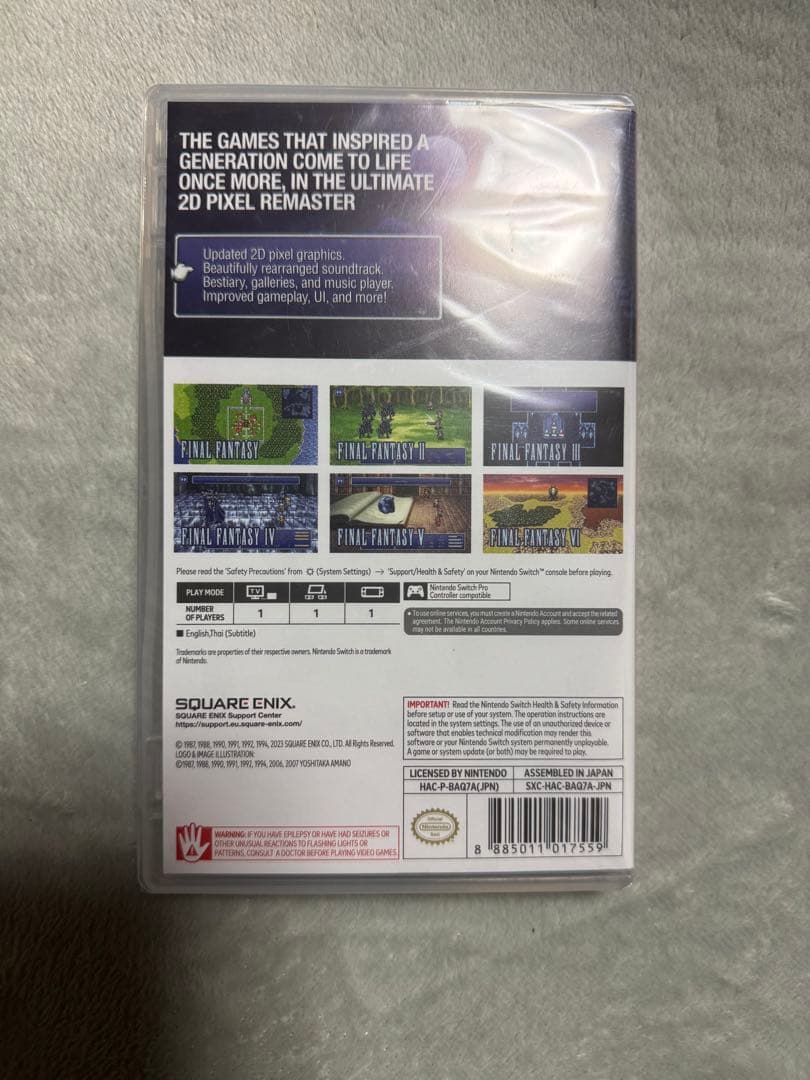 THE GAMES THAT INSPIRED A
GENERATION COME TO LIFE
ONCE MORE, IN THE ULTIMATE
2D PIXEL REMASTER
Updated 2D pixel graphics.
Beautifully rearranged soundtrack.
Bestiary, galleries, and music player.
Improved gameplay, UI, and more!
FINAL FANTASY
FINAL FANTASY II
FINAL FANTASY III
FINAL FANTASY IV
FINAL FANTASY V
FINAL FANTASY VI
Please read the 'Safety Precautions' from (System Settings) → 'Support/Health & Safety' on your Nintendo Switch™ console before playing.
PLAY MODE
TV
NUMBER
OF PLAYERS
1
1
1
Nintendo Switch Pro
Controller compatible
• To use online services, you must create a Nintendo Account and accept the related
agreement. The Nintendo Account Privacy Policy applies. Some online services
may not be available in all countries.
■ English,Thai (Subtitle)
Trademarks are properties of their respective owners. Nintendo Switch is a trademark
of Nintendo.
SQUARE ENIX.
SQUARE ENIX Support Center
https://support.eu.square-enix.com/
© 1987, 1988, 1990, 1991, 1992, 1994, 2023 SQUARE ENIX CO., LTD. All Rights Reserved.
LOGO & IMAGE ILLUSTRATION:
©1987, 1988, 1990, 1991, 1992, 1994, 2006, 2007 YOSHITAKA AMANO
WARNING: IF YOU HAVE EPILEPSY OR HAVE HAD SEIZURES OR
OTHER UNUSUAL REACTIONS TO FLASHING LIGHTS OR
PATTERNS, CONSULT A DOCTOR BEFORE PLAYING VIDEO GAMES.
IMPORTANT! Read the Nintendo Switch Health & Safety Information
before setup or use of your system. The operation instructions are
located in the system settings. The use of an unauthorized device or
software that enables technical modification may render this
software or your Nintendo Switch system permanently unplayable.
A game or system update (or both) may be required to play.
LICENSED BY NINTENDO
ASSEMBLED IN JAPAN
HAC-P-BAQ7A(JPN)
SXC-HAC-BAQ7A-JPN
Official
Nintendo
Seal
8 885011 017559